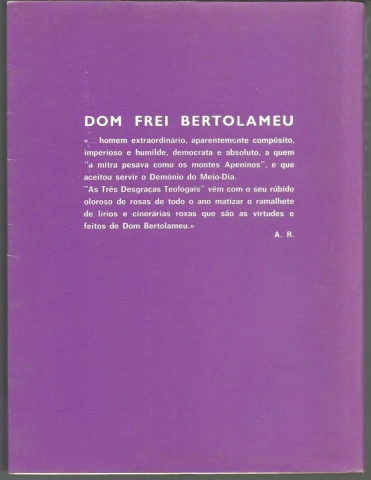 DOM FREI BERTOLAMEU
«... homem extraordinário, aparentemente compósito,
imperioso e humilde, democrata e absoluto, a quem
"a mitra pesava como os montes Apeninos", e que
aceitou servir o Demónio do Meio-Dia.
"As Três Desgraças Teologais" vêm com o seu rúbido
oloroso de rosas de todo o ano matizar o ramalhete
de lírios e cinerárias roxas que são as virtudes e
feitos de Dom Bertolameu.»
A. R.